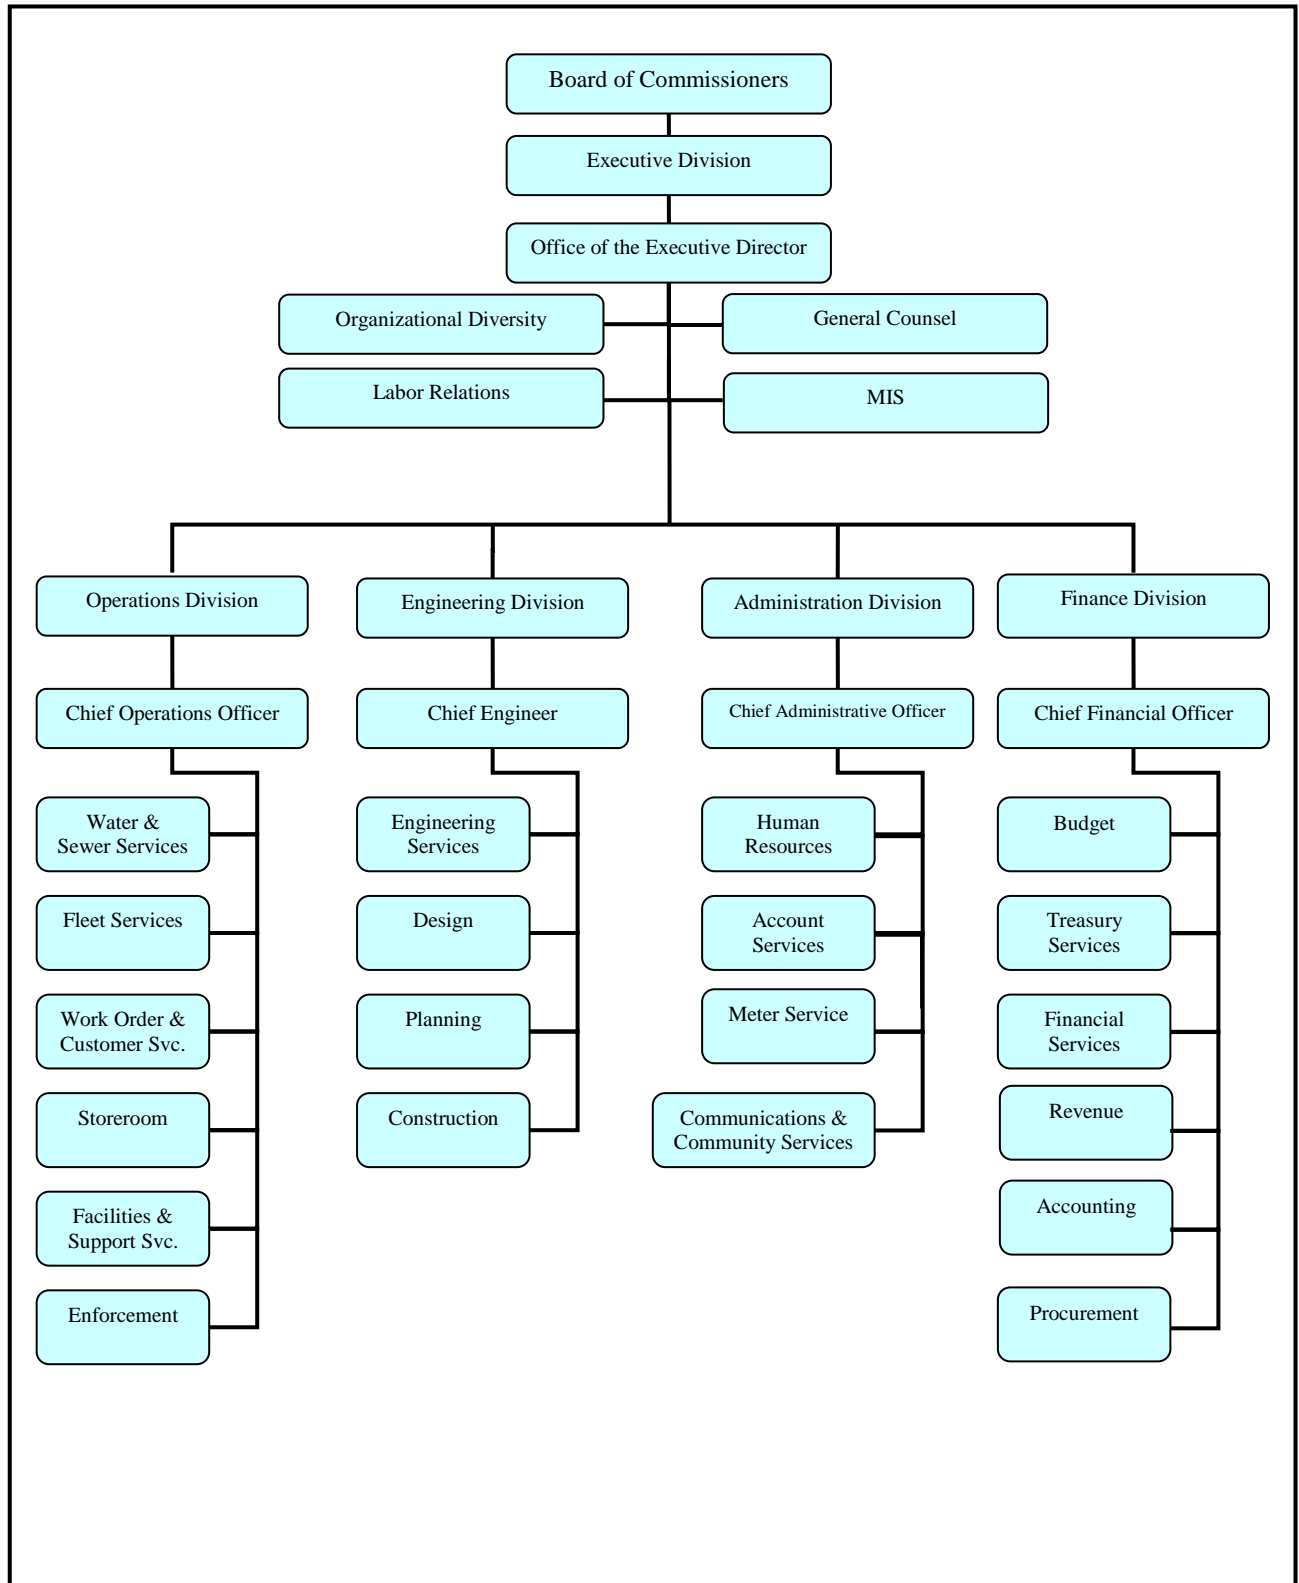 Board of Commissioners
Executive Division
Office of the Executive Director
Organizational Diversity
General Counsel
Labor Relations
MIS
Operations Division
Engineering Division
Administration Division
Finance Division
Chief Operations Officer
Chief Engineer
Chief Administrative Officer
Chief Financial Officer
Water &
Sewer Services
Engineering
Services
Human
Resources
Budget
Fleet Services
Design
Account
Services
Treasury
Services
Work Order &
Customer Svc.
Planning
Meter Service
Financial
Services
Storeroom
Construction
Communications &
Community Services
Revenue
Facilities &
Support Svc.
Accounting
Enforcement
Procurement